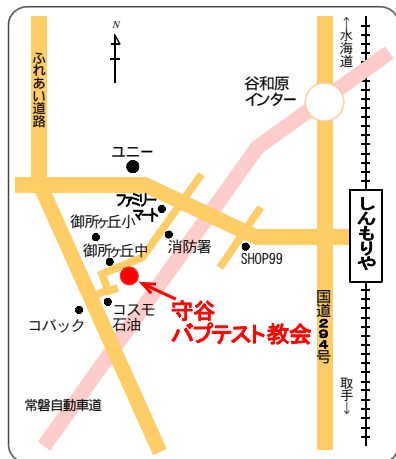 N
←水海道
ふれあい道路
谷和原
インター
ユニー
ファミリー
マート
しんもりや
御所ヶ丘小
消防署
御所ヶ丘中
SHOP99
コスモ
石油
コバック
守谷
バプテスト教会
国道294号
取手→
常磐自動車道